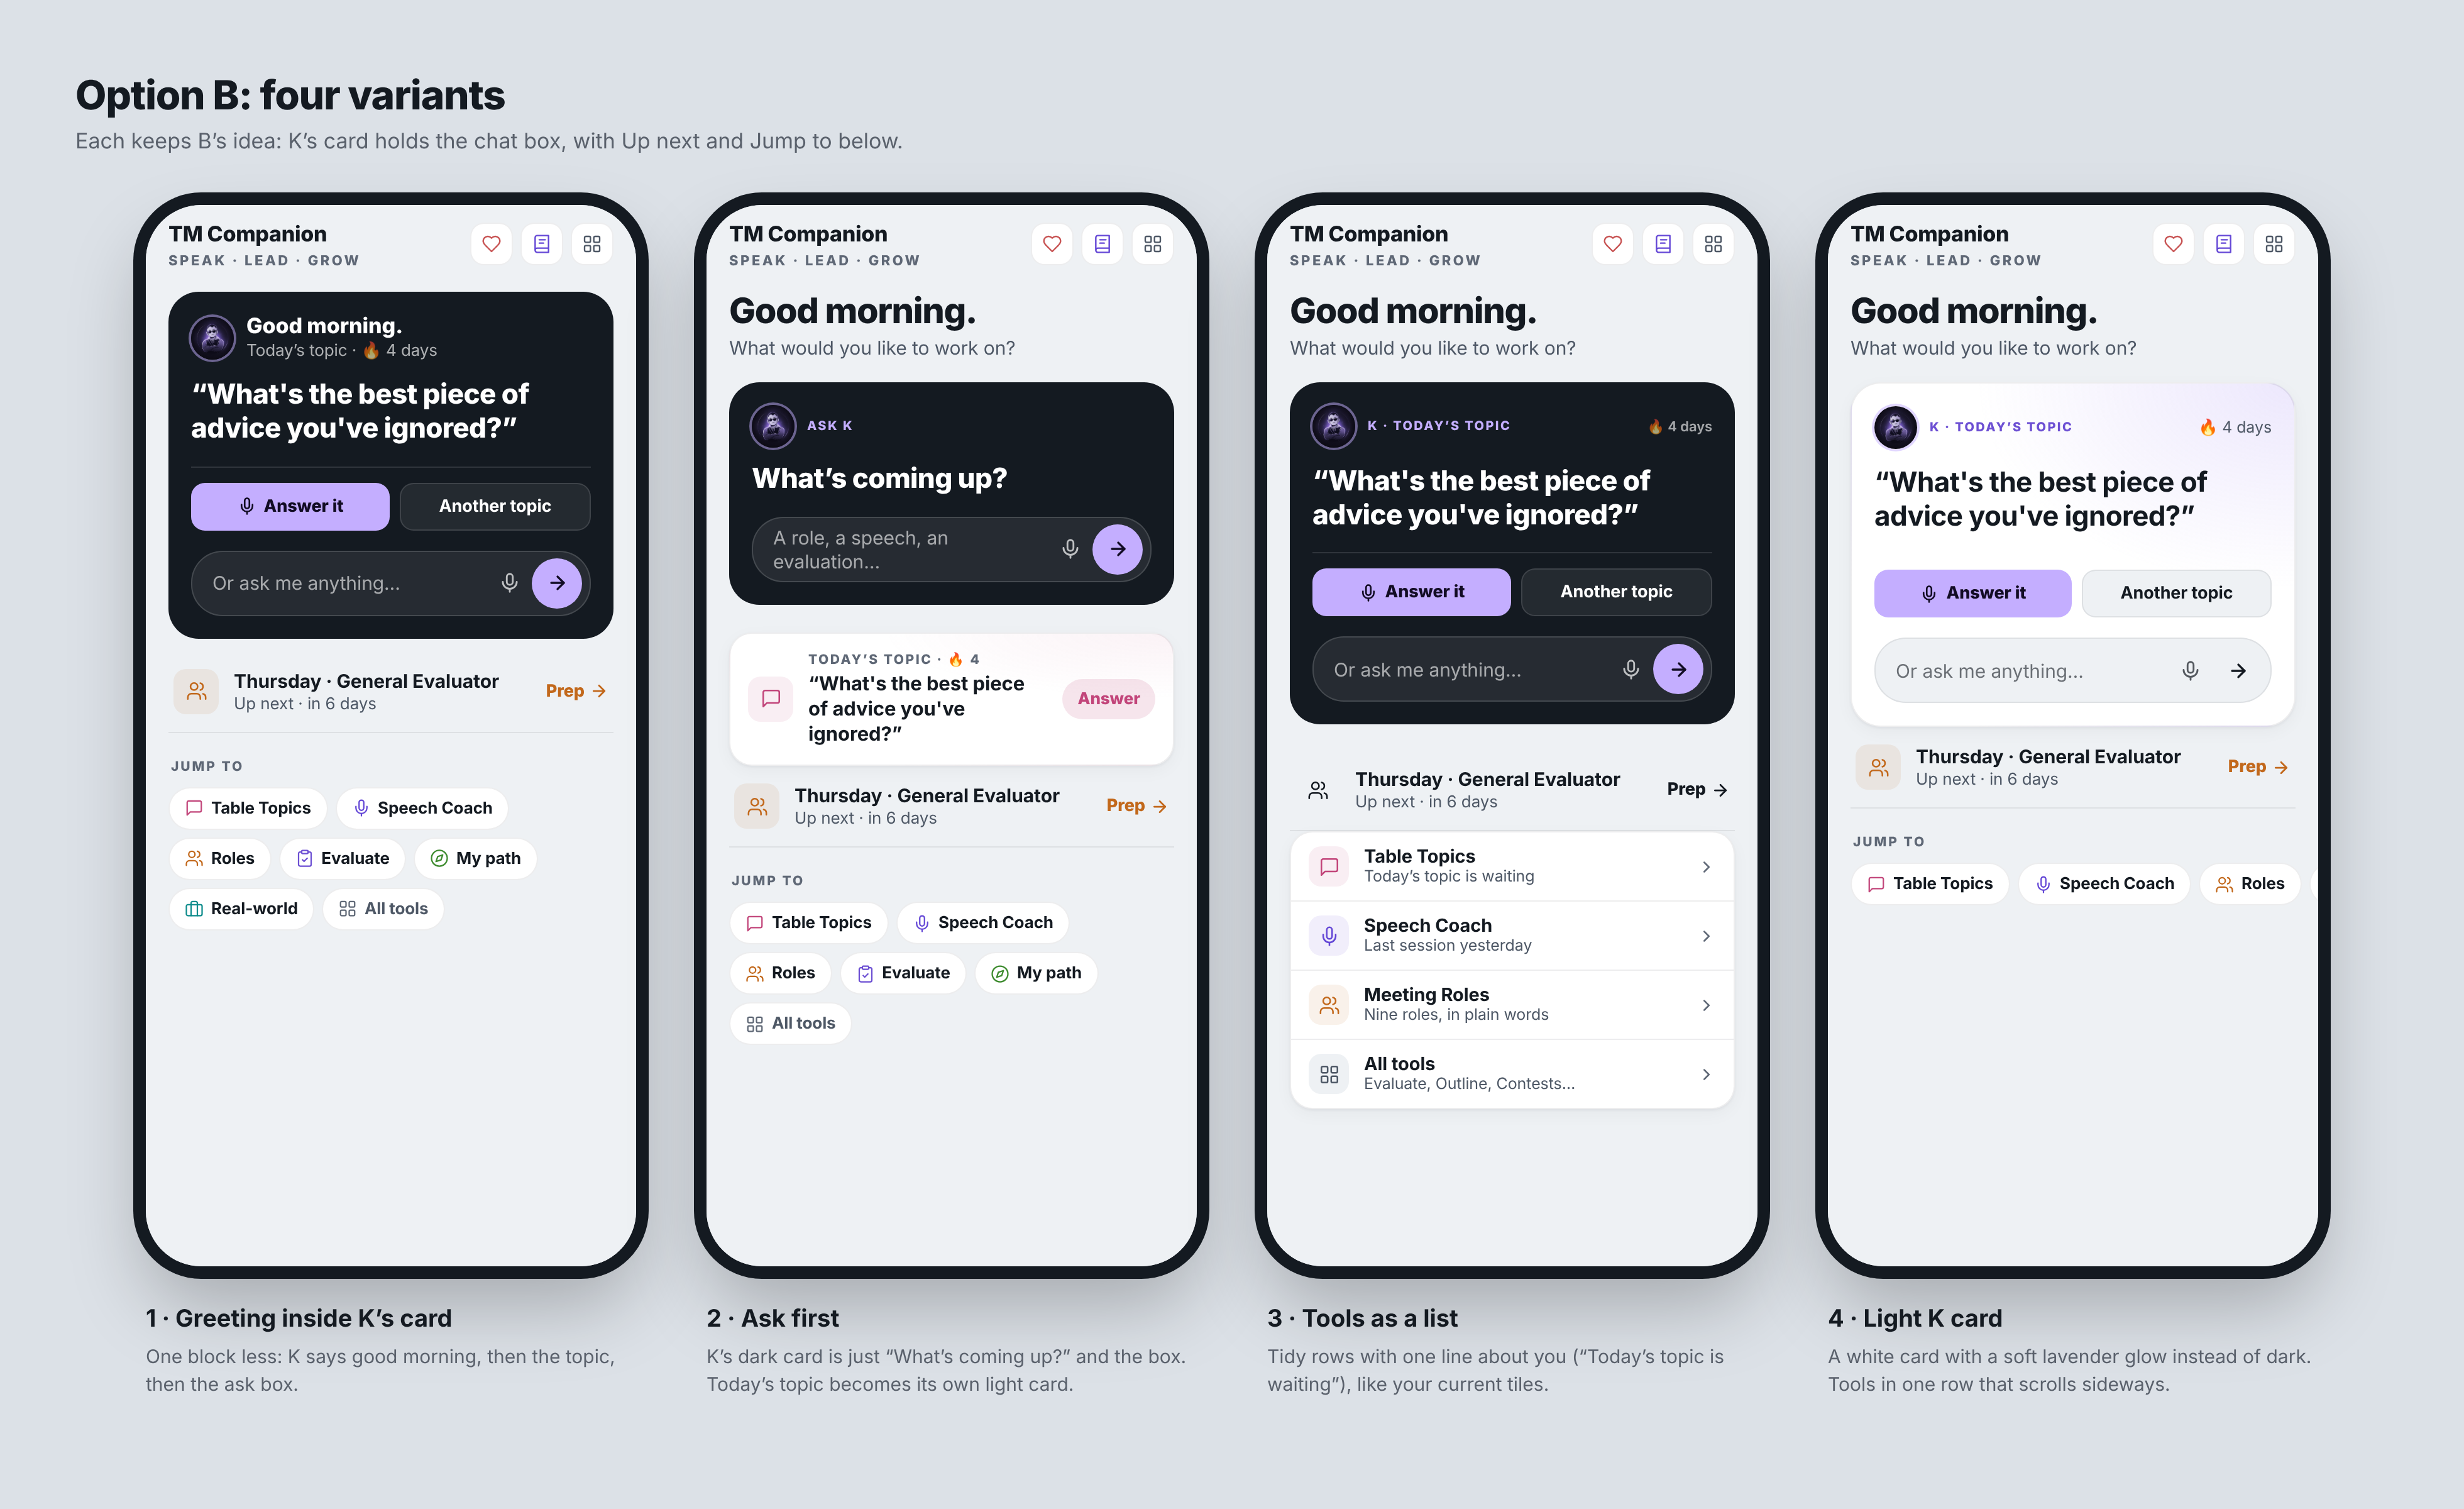 Option B: four variants
Each keeps B’s idea: K’s card holds the chat box, with Up next and Jump to below.
TM Companion
SPEAK · LEAD · GROW
Good morning.
Today’s topic · 🔥 4 days
“What's the best piece of
advice you've ignored?”
Answer it
Another topic
Or ask me anything...
Thursday · General Evaluator
Up next · in 6 days
Prep →
JUMP TO
Table Topics
Speech Coach
Roles
Evaluate
My path
Real-world
All tools
1 · Greeting inside K’s card
One block less: K says good morning, then the topic,
then the ask box.
TM Companion
SPEAK · LEAD · GROW
Good morning.
What would you like to work on?
ASK K
What’s coming up?
A role, a speech, an
evaluation...
TODAY’S TOPIC · 🔥 4
“What's the best piece
of advice you've
ignored?”
Answer
Thursday · General Evaluator
Up next · in 6 days
Prep →
JUMP TO
Table Topics
Speech Coach
Roles
Evaluate
My path
All tools
2 · Ask first
K’s dark card is just “What’s coming up?” and the box.
Today’s topic becomes its own light card.
TM Companion
SPEAK · LEAD · GROW
Good morning.
What would you like to work on?
K · TODAY’S TOPIC
🔥 4 days
“What's the best piece of
advice you've ignored?”
Answer it
Another topic
Or ask me anything...
Thursday · General Evaluator
Up next · in 6 days
Prep →
Table Topics
Today’s topic is waiting
Speech Coach
Last session yesterday
Meeting Roles
Nine roles, in plain words
All tools
Evaluate, Outline, Contests...
3 · Tools as a list
Tidy rows with one line about you (“Today’s topic is
waiting”), like your current tiles.
TM Companion
SPEAK · LEAD · GROW
Good morning.
What would you like to work on?
K · TODAY’S TOPIC
🔥 4 days
“What's the best piece of
advice you've ignored?”
Answer it
Another topic
Or ask me anything...
Thursday · General Evaluator
Up next · in 6 days
Prep →
JUMP TO
Table Topics
Speech Coach
Roles
4 · Light K card
A white card with a soft lavender glow instead of dark.
Tools in one row that scrolls sideways.